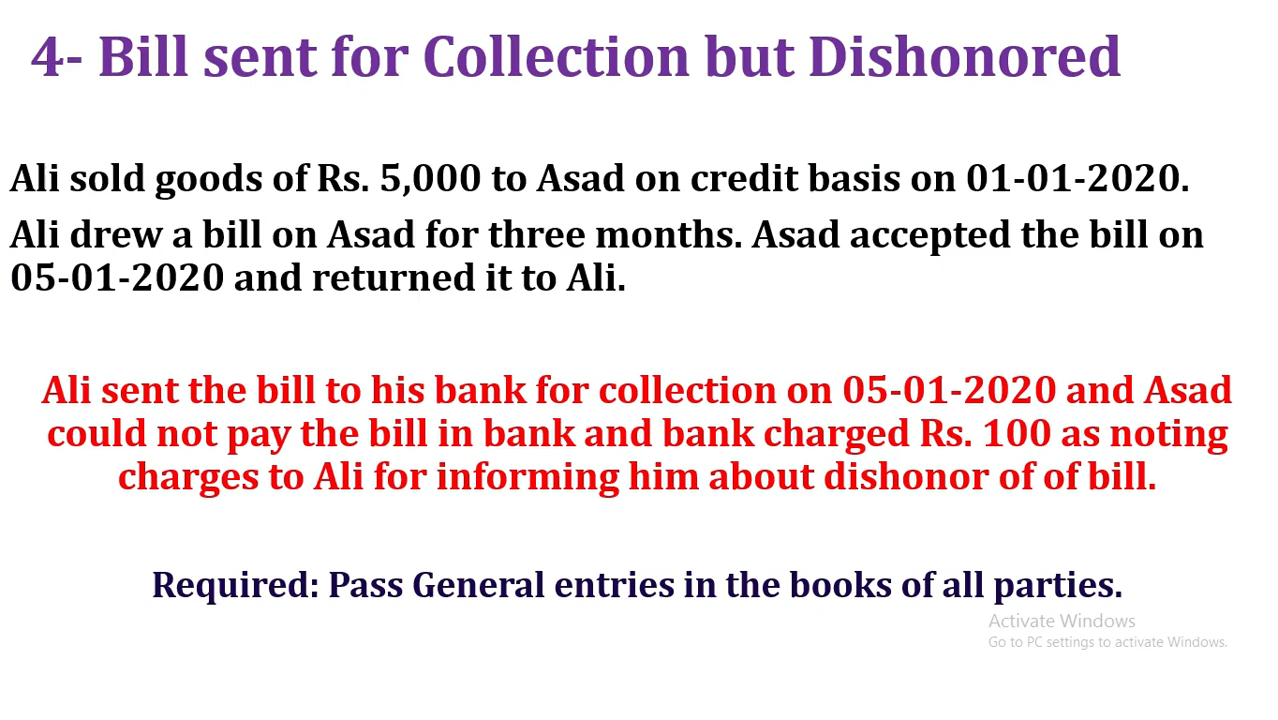 4- Bill sent for Collection but Dishonored
Ali sold goods of Rs. 5,000 to Asad on credit basis on 01-01-2020.
Ali drew a bill on Asad for three months. Asad accepted the bill on
05-01-2020 and returned it to Ali.
Ali sent the bill to his bank for collection on 05-01-2020 and Asad
could not pay the bill in bank and bank charged Rs. 100 as noting
charges to Ali for informing him about dishonor of of bill.
Required: Pass General entries in the books of all parties.
Activate Windows
Go to PC settings to activate Windows.